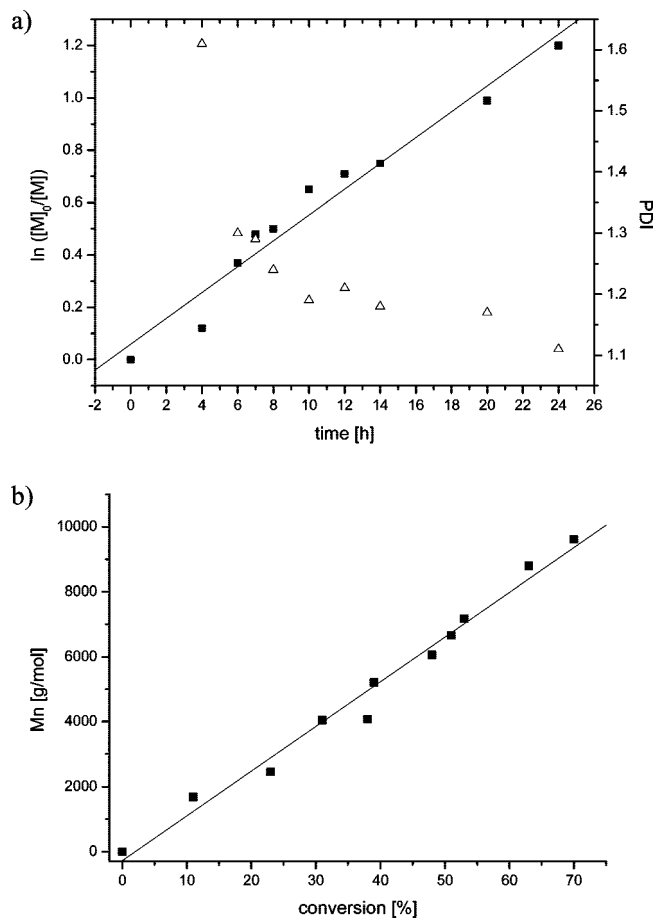 a)
1.2
1.0
0.8
0.6
0.4
0.2
0.0
ln ([M]₀/[M])
1.6
1.5
1.4
1.3
1.2
1.1
PDI
-2 0 2 4 6 8 10 12 14 16 18 20 22 24 26
time [h]
b)
10000
8000
6000
4000
2000
0
Mn [g/mol]
0 10 20 30 40 50 60 70
conversion [%]